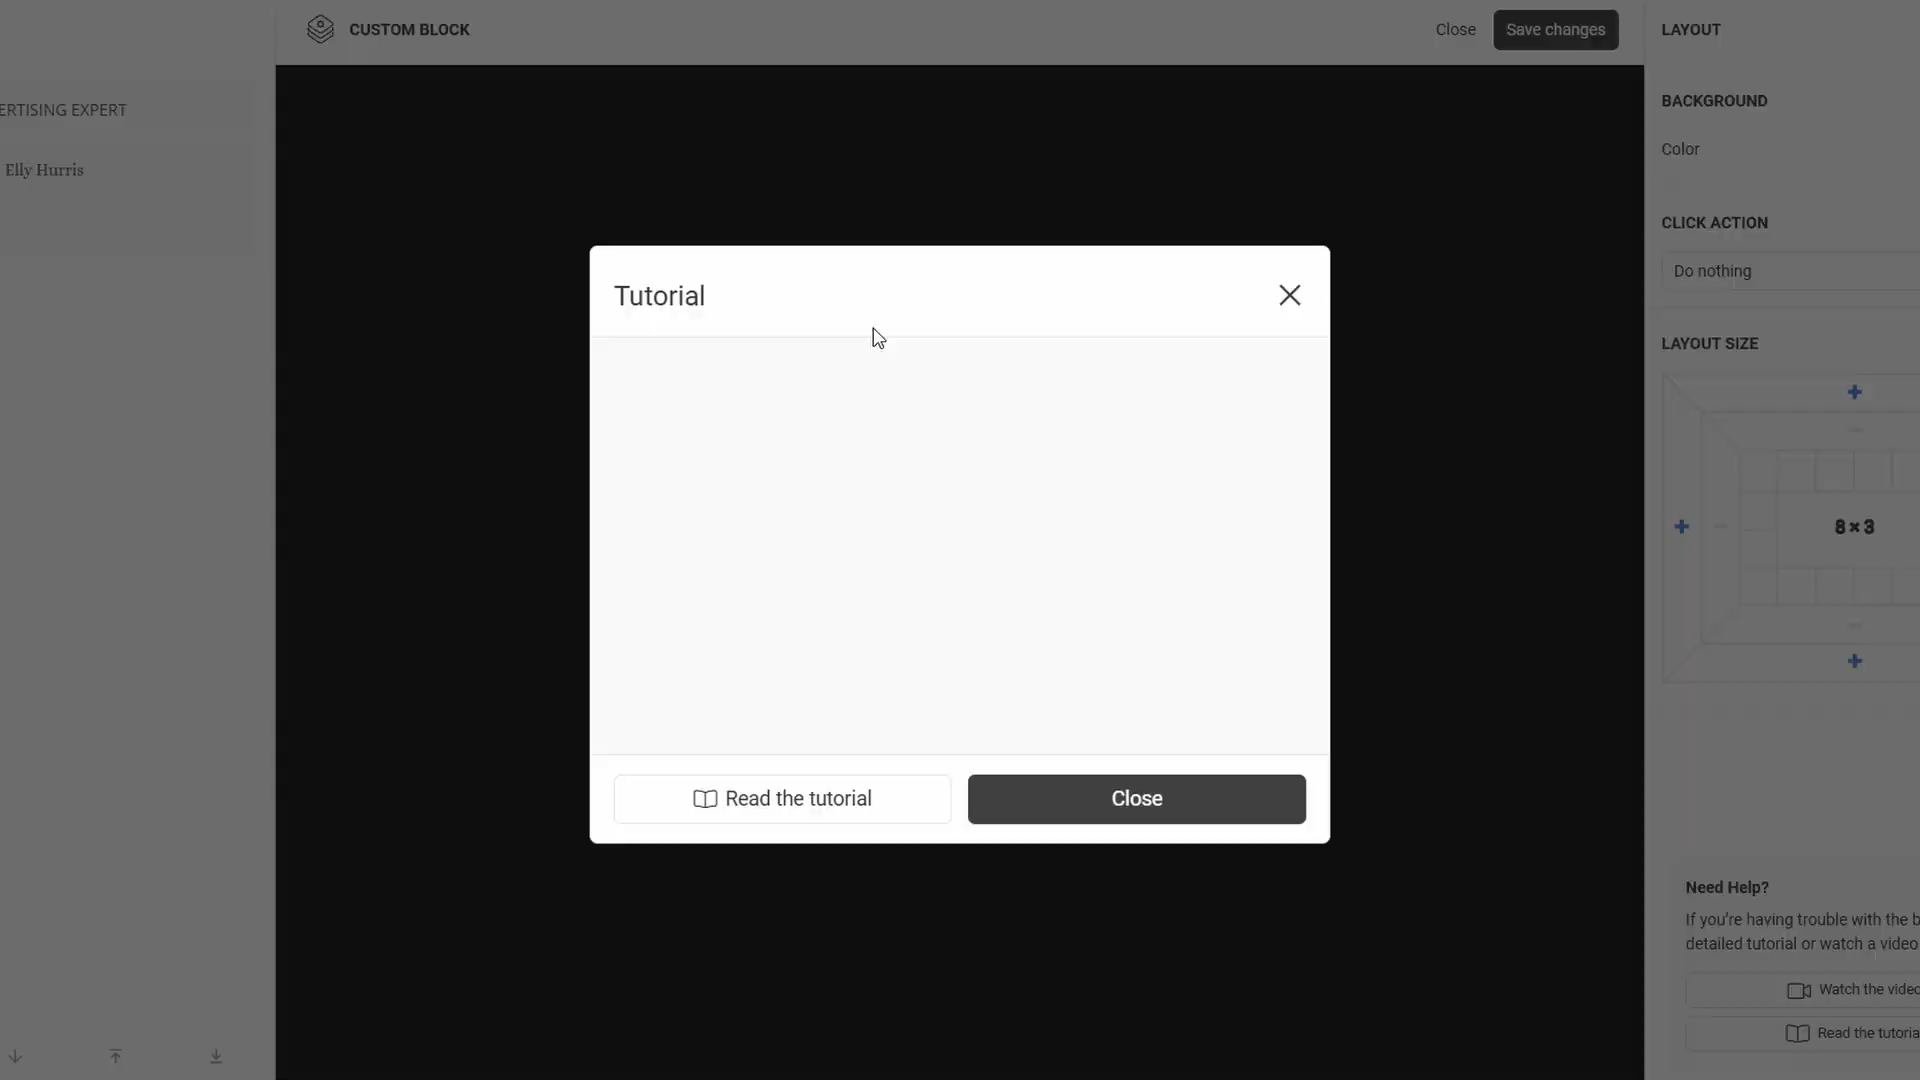 CUSTOM BLOCK
Close
Save changes
LAYOUT
ERTISING EXPERT
Elly Hurris
BACKGROUND
Color
CLICK ACTION
Do nothing
LAYOUT SIZE
8 × 3
Tutorial
Read the tutorial
Close
Need Help?
If you're having trouble with the b
detailed tutorial or watch a video
Watch the video
Read the tutoria